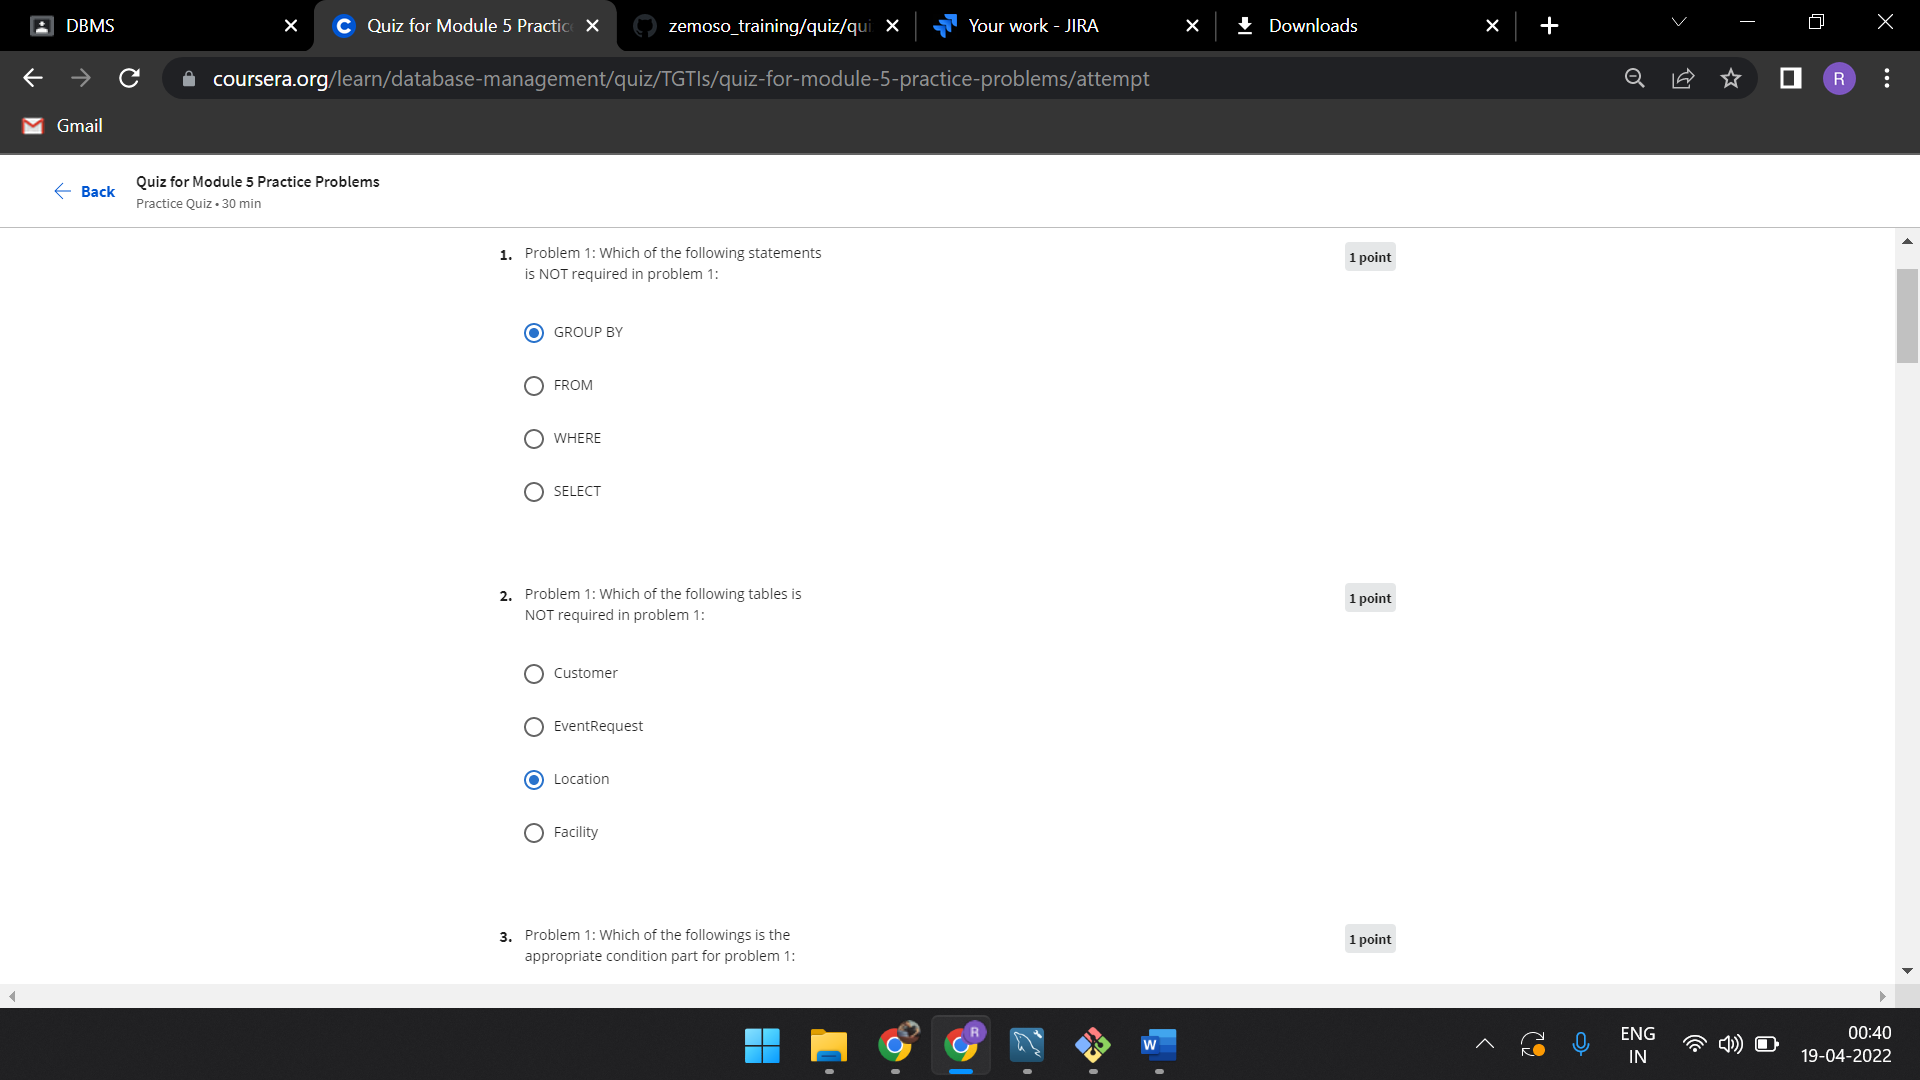 DBMS
Quiz for Module 5 Practic
zemoso_training/quiz/qui
Your work - JIRA
Downloads
coursera.org/learn/database-management/quiz/TGTIs/quiz-for-module-5-practice-problems/attempt
R
Gmail
Back
Quiz for Module 5 Practice Problems
Practice Quiz • 30 min
1. Problem 1: Which of the following statements
is NOT required in problem 1:
1 point
GROUP BY
FROM
WHERE
SELECT
2. Problem 1: Which of the following tables is
NOT required in problem 1:
1 point
Customer
EventRequest
Location
Facility
3. Problem 1: Which of the followings is the
appropriate condition part for problem 1:
1 point
R
W
ENG
IN
00:40
19-04-2022